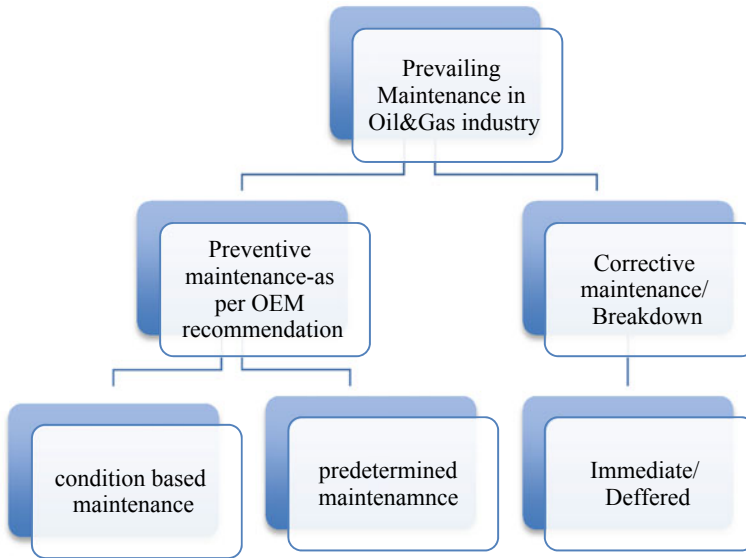 Prevailing
Maintenance in
Oil&Gas industry
Preventive
maintenance-as
per OEM
recommendation
Corrective
maintenance/
Breakdown
condition based
maintenance
predetermined
maintenamnce
Immediate/
Deffered